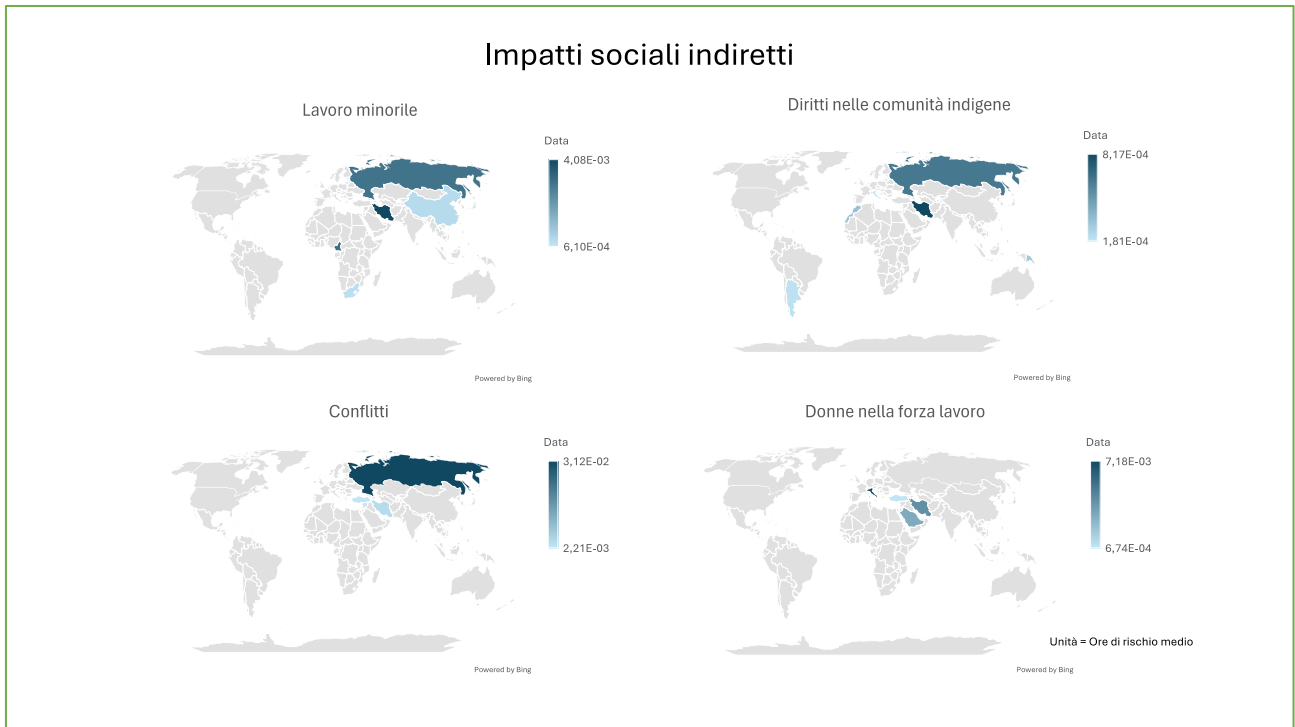 Impatti sociali indiretti
Lavoro minorile
Data
4,08E-03
6,10E-04
Powered by Bing
Diritti nelle comunità indigene
Data
8,17E-04
1,81E-04
Powered by Bing
Conflitti
Data
3,12E-02
2,21E-03
Powered by Bing
Donne nella forza lavoro
Data
7,18E-03
6,74E-04
Unità = Ore di rischio medio
Powered by Bing